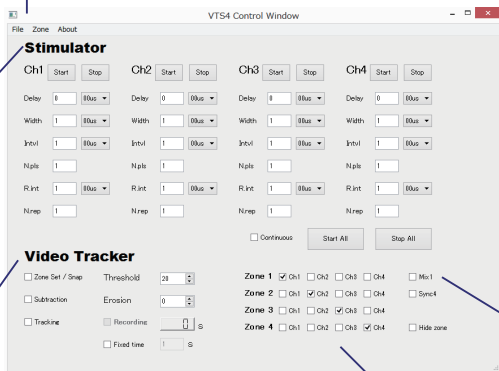 VTS4 Control Window
File Zone About
Stimulator
Ch1 Start Stop Ch2 Start Stop Ch3 Start Stop Ch4 Start Stop
Delay 0 00us Delay 0 00us Delay 0 00us Delay 0 00us
Width 1 00us Width 1 00us Width 1 00us Width 1 00us
Intvl 1 00us Intvl 1 00us Intvl 1 00us Intvl 1 00us
N.pls 1 N.pls 1 N.pls 1 N.pls 1
R.int 1 00us R.int 1 00us R.int 1 00us R.int 1 00us
N.rep 1 N.rep 1 N.rep 1 N.rep 1
Continuous Start All Stop All
Video Tracker
Zone Set / Snap Threshold 20 Zone 1 Ch1 Ch2 Ch3 Ch4 Mix1
Subtraction Erosion 0 Zone 2 Ch1 Ch2 Ch3 Ch4 Sync4
Tracking Recording 0 s Zone 3 Ch1 Ch2 Ch3 Ch4
Fixed time 1 s Zone 4 Ch1 Ch2 Ch3 Ch4 Hide zone